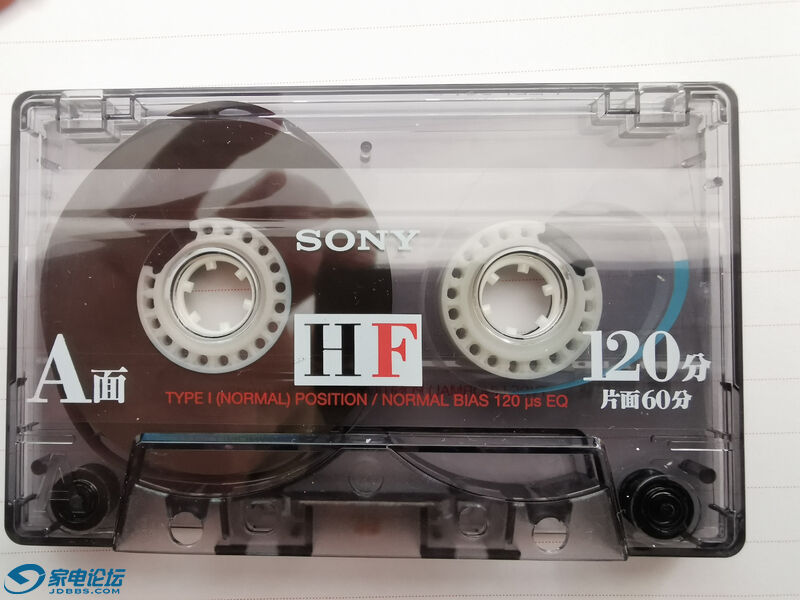 SONY
HF
A面
120分
片面60分
TYPE I (NORMAL) POSITION / NORMAL BIAS 120 µs EQ
家电论坛
JDBBS.COM